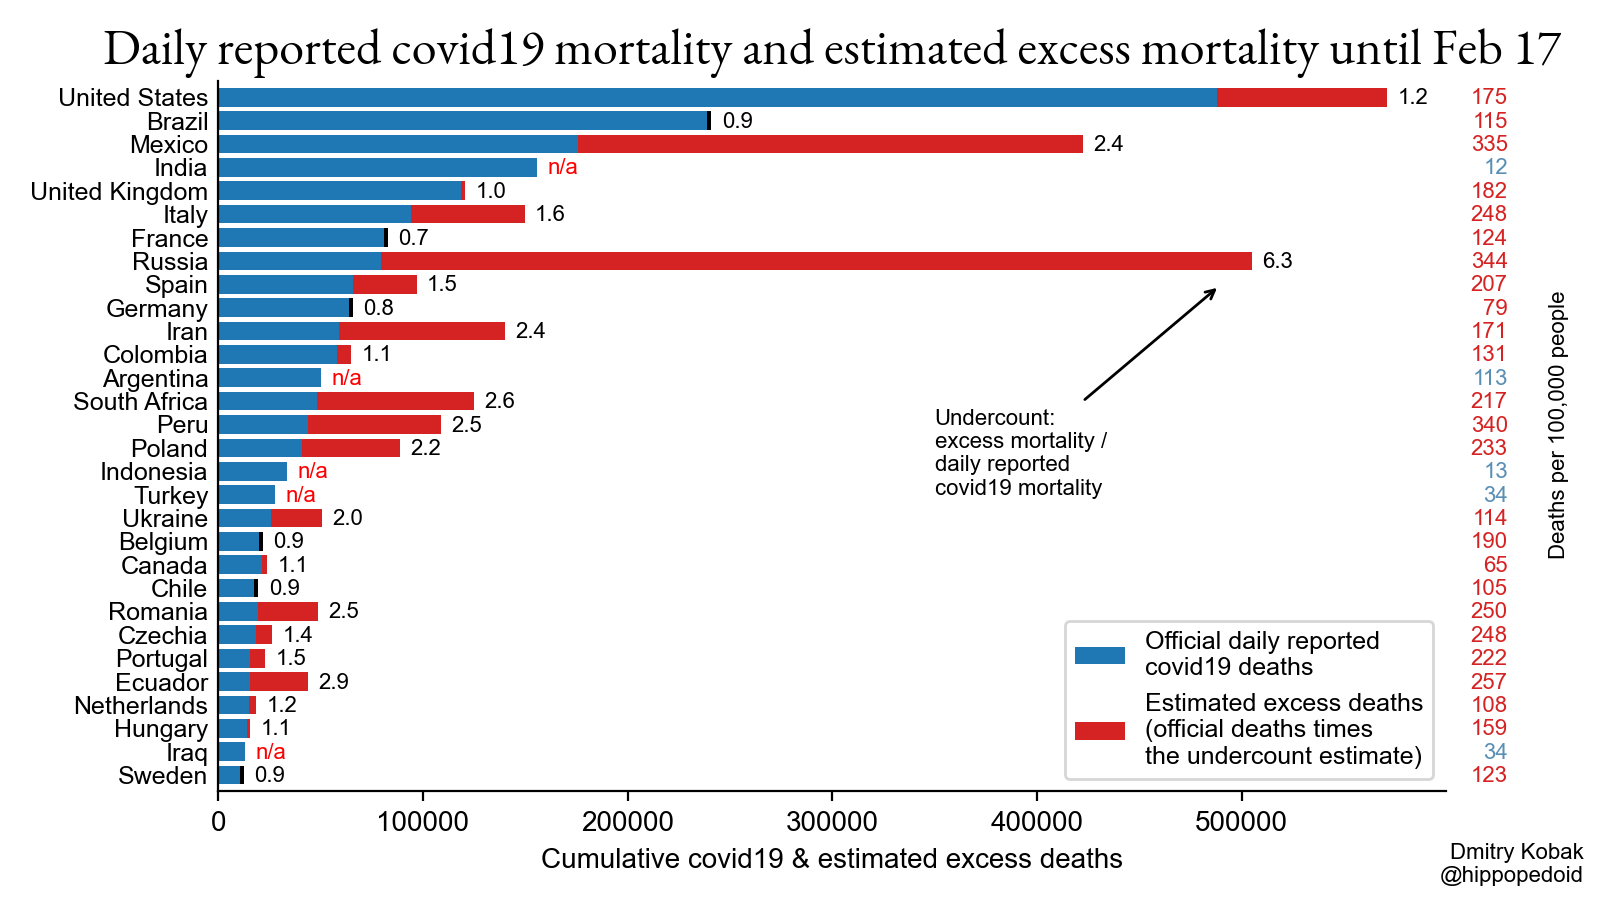 Daily reported covid19 mortality and estimated excess mortality until Feb 17
United States 1.2 175
Brazil 0.9 115
Mexico 2.4 335
India n/a 12
United Kingdom 1.0 182
Italy 1.6 248
France 0.7 124
Russia 6.3 344
Spain 1.5 207
Germany 0.8 79
Iran 2.4 171
Colombia 1.1 131
Argentina n/a 113
South Africa 2.6 217
Peru 2.5 340
Poland 2.2 233
Indonesia n/a 13
Turkey n/a 34
Ukraine 2.0 114
Belgium 0.9 190
Canada 1.1 65
Chile 0.9 105
Romania 2.5 250
Czechia 1.4 248
Portugal 1.5 222
Ecuador 2.9 257
Netherlands 1.2 108
Hungary 1.1 159
Iraq n/a 34
Sweden 0.9 123
Undercount:
excess mortality /
daily reported
covid19 mortality
Deaths per 100,000 people
Official daily reported
covid19 deaths
Estimated excess deaths
(official deaths times
the undercount estimate)
0 100000 200000 300000 400000 500000
Cumulative covid19 & estimated excess deaths
Dmitry Kobak
@hippopedoid